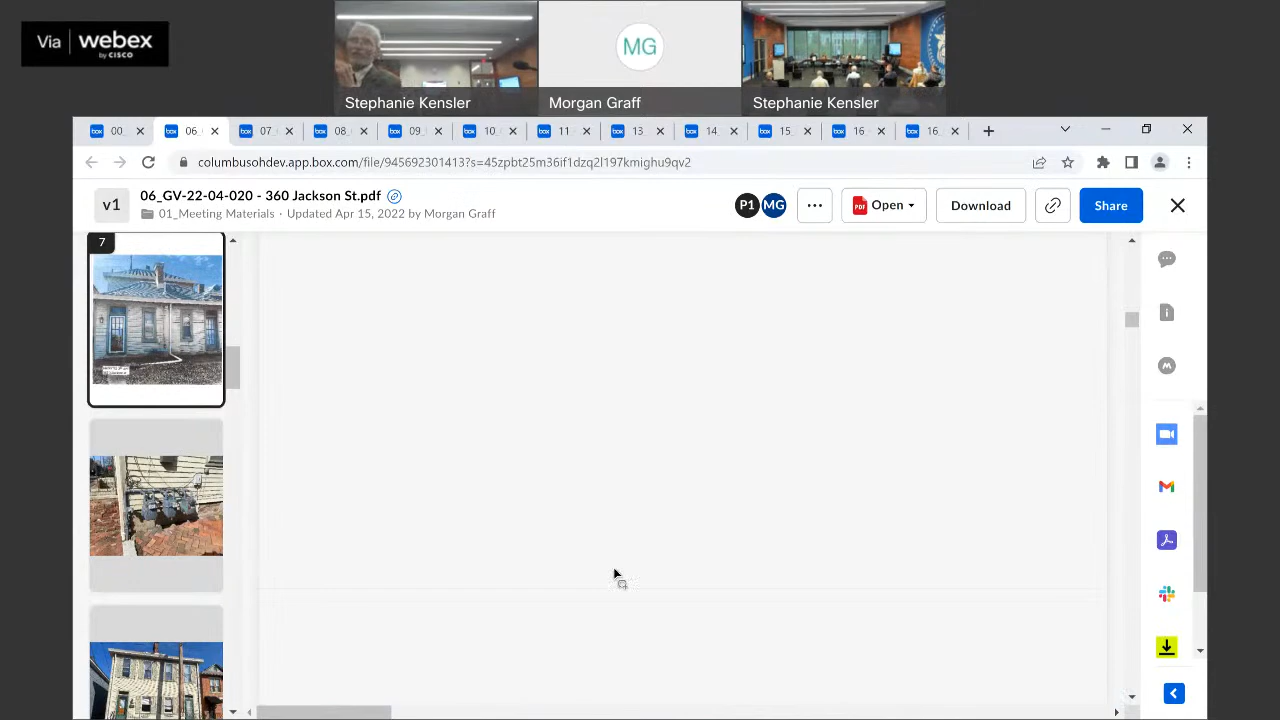 Via webex
by CISCO
MG
Stephanie Kensler
Morgan Graff
Stephanie Kensler
00 06 07 08 09 10 11 13 14 15 16 16
columbusohdev.app.box.com/file/945692301413?s=45zpbt25m36if1dzq2l197kmighu9qv2
v1
06_GV-22-04-020 - 360 Jackson St.pdf
01_Meeting Materials · Updated Apr 15, 2022 by Morgan Graff
P1 MG
Open
Download
Share
7